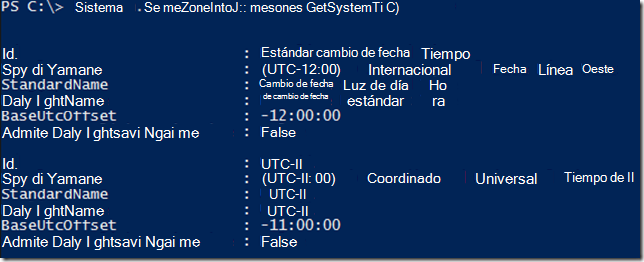 PS C:\> Sistema .Se meZoneIntoJ:: mesones GetSystemTi C)
Id. : Estándar cambio de fecha Tiempo
Spy di Yamane : (UTC-12:00) Internacional Fecha Línea Oeste
StandardName : Cambio de fecha Luz de día Ho
Daly I ghtName : de cambio de fecha estándar ra
BaseUtcOffset : -12:00:00
Admite Daly I ghtsavi Ngai me : False
Id. : UTC-II
Spy di Yamane : (UTC-II: 00) Coordinado Universal Tiempo de II
StandardName : UTC-II
Daly I ghtName : UTC-II
BaseUtcOffset : -11:00:00
Admite Daly I ghtsavi Ngai me : False